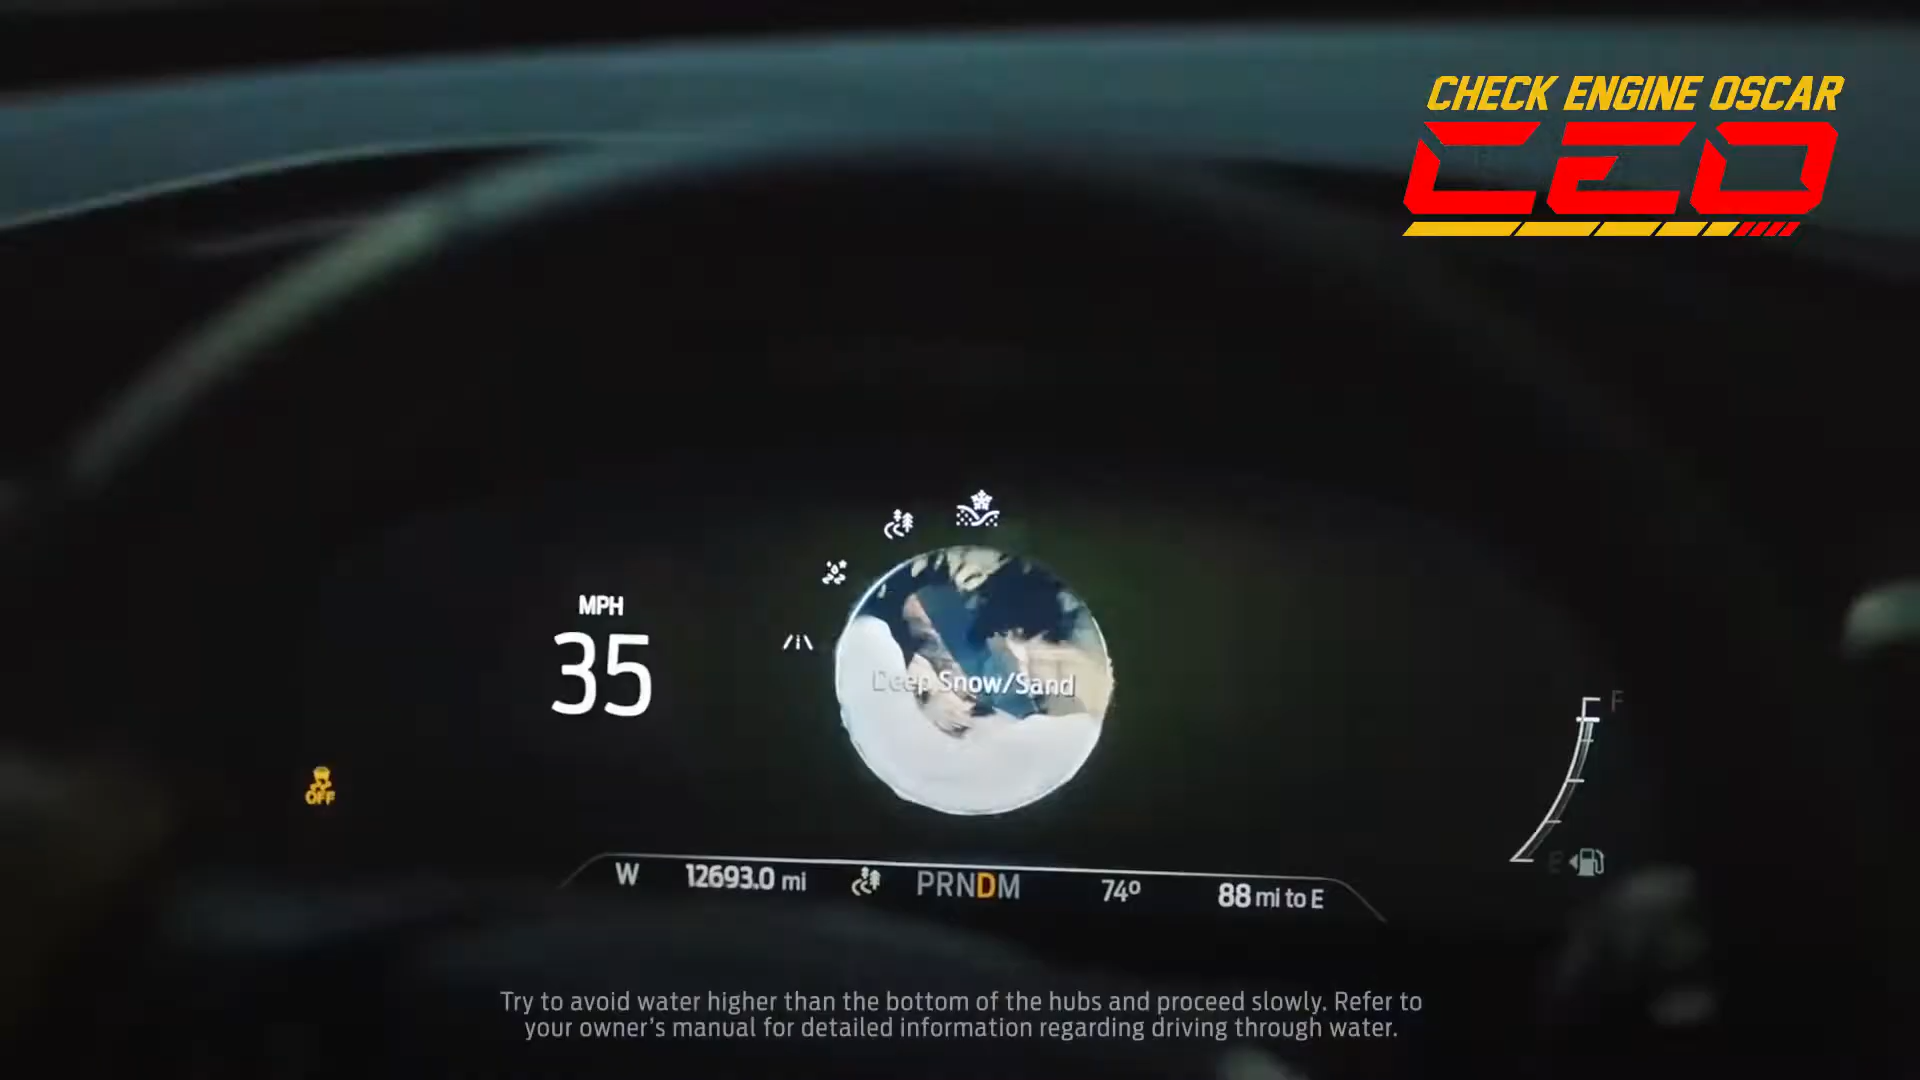 CHECK ENGINE OSCAR
CEO
MPH
35
Deep Snow/Sand
OFF
F
E
W 12693.0 mi PRNDM 74º 88 mi to E
Try to avoid water higher than the bottom of the hubs and proceed slowly. Refer to
your owner's manual for detailed information regarding driving through water.